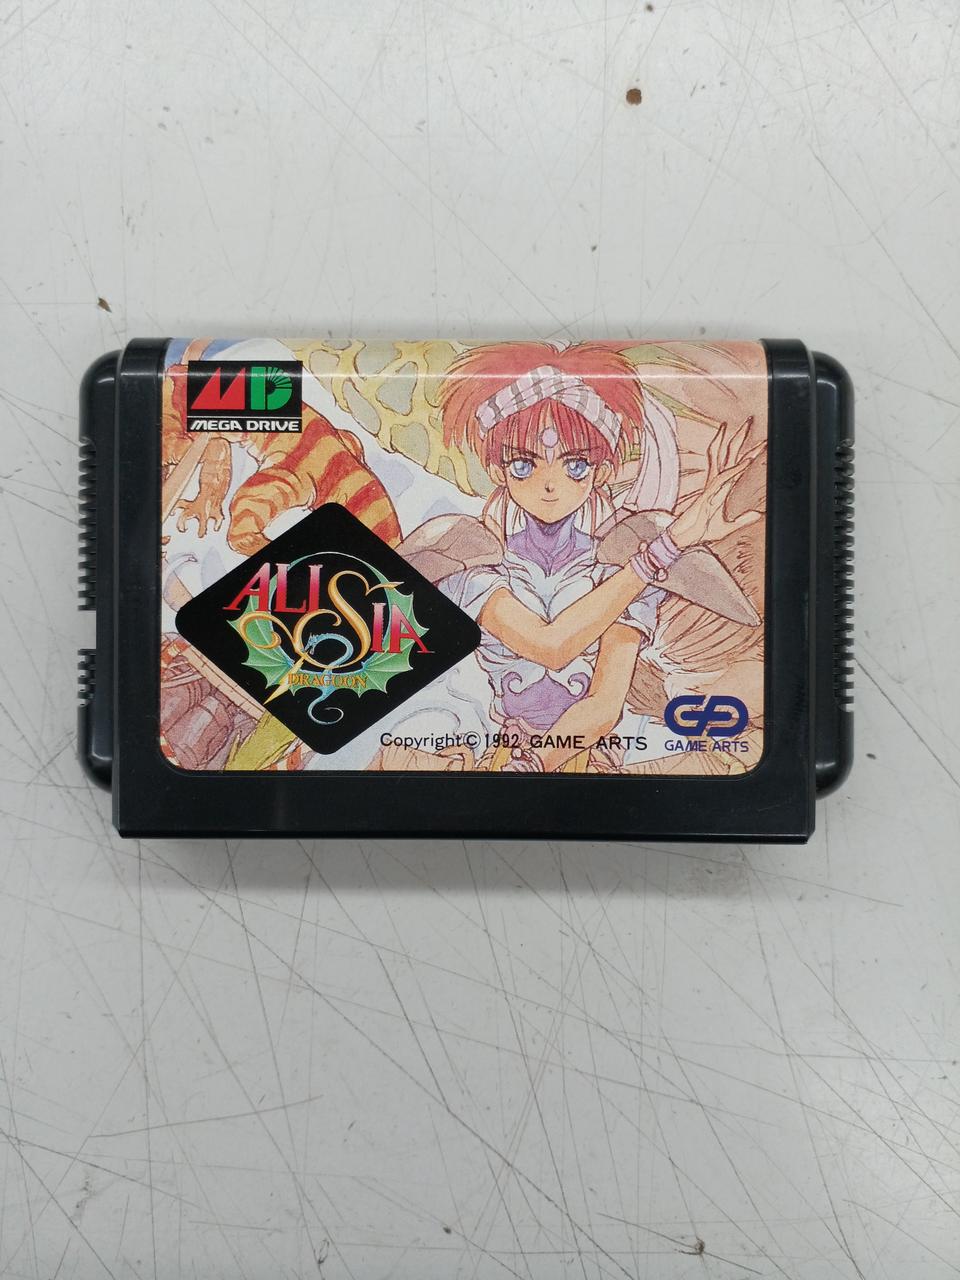 MD
MEGA DRIVE
ALISIA
DRAGOON
Copyright© 1992 GAME ARTS
GAME ARTS